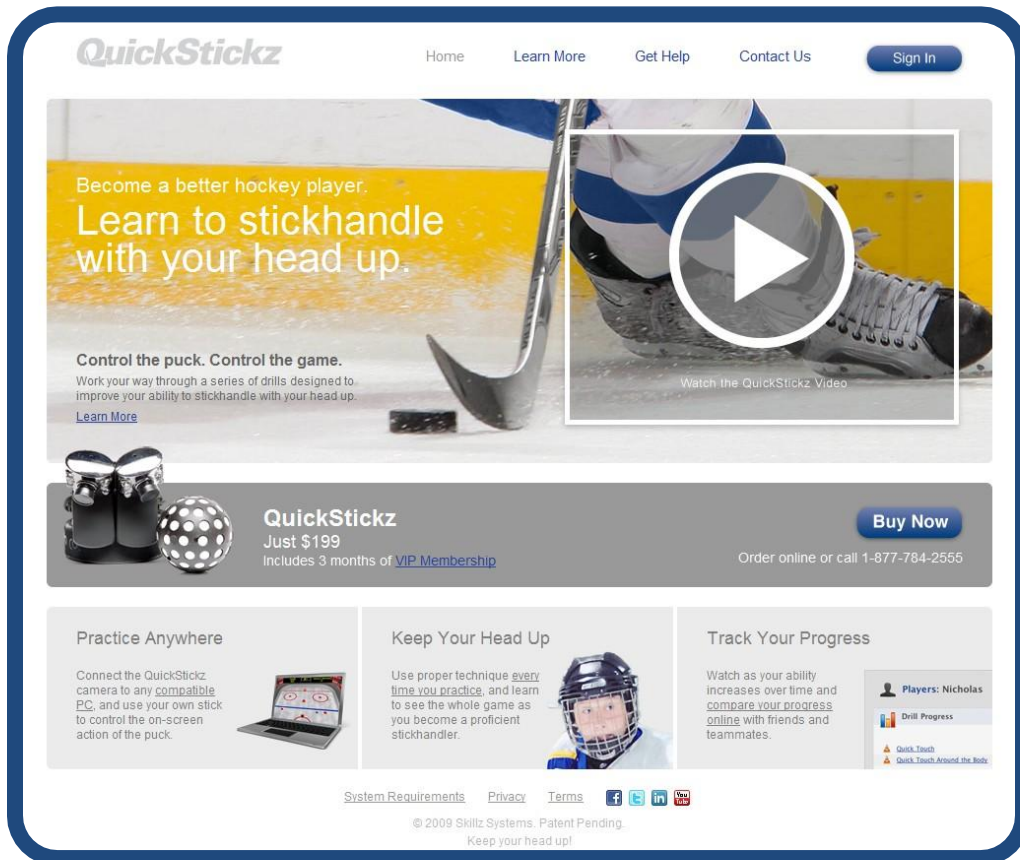 QuickStickz
Home
Learn More
Get Help
Contact Us
Sign In
Become a better hockey player.
Learn to stickhandle
with your head up.
Control the puck. Control the game.
Work your way through a series of drills designed to
improve your ability to stickhandle with your head up.
Learn More
Watch the QuickStickz Video
QuickStickz
Just $199
Includes 3 months of VIP Membership
Buy Now
Order online or call 1-877-784-2555
Practice Anywhere
Connect the QuickStickz
camera to any compatible
PC, and use your own stick
to control the on-screen
action of the puck.
Keep Your Head Up
Use proper technique every
time you practice, and learn
to see the whole game as
you become a proficient
stickhandler.
Track Your Progress
Watch as your ability
increases over time and
compare your progress
online with friends and
teammates.
Players: Nicholas
Drill Progress
Quick Touch
Quick Touch Around the Body
System Requirements
Privacy
Terms
f
t
in
You
Tube
© 2009 Skillz Systems. Patent Pending.
Keep your head up!